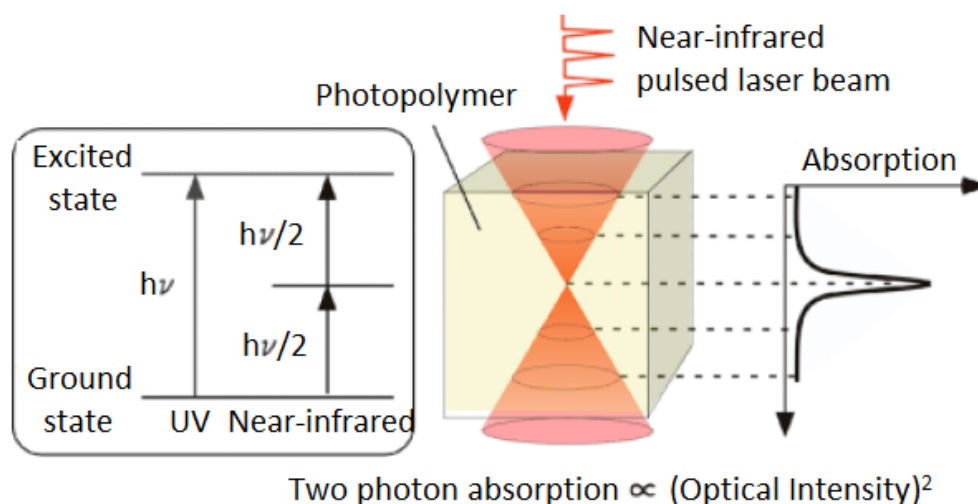 Near-infrared
pulsed laser beam
Photopolymer
Absorption
Excited
state
hν
hν/2
hν/2
Ground
state
UV Near-infrared
Two photon absorption ∝ (Optical Intensity)²